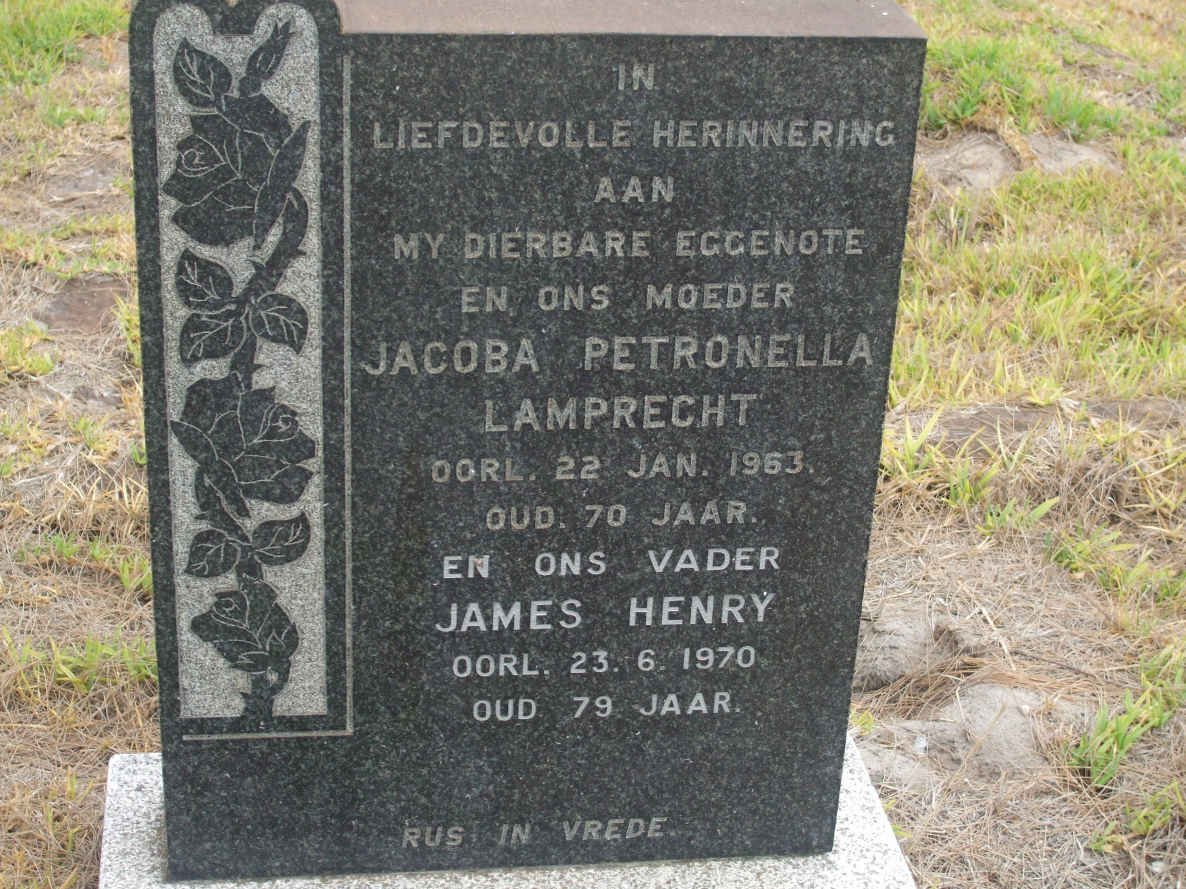 IN
LIEFDEVOLLE HERINNERING
AAN
MY DIERBARE EGGENOTE
EN ONS MOEDER
JACOBA PETRONELLA
LAMPRECHT
OORL. 22 JAN. 1963.
OUD. 70 JAAR.
EN ONS VADER
JAMES HENRY
OORL. 23. 6. 1970
OUD 79 JAAR.
RUS IN VREDE.